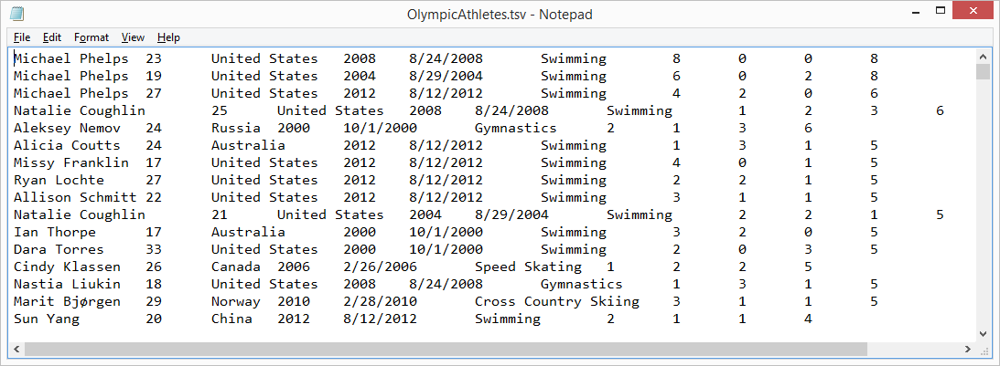 OlympicAthletes.tsv - Notepad
File Edit Format View Help
Michael Phelps 23 United States 2008 8/24/2008 Swimming 8 0 0 8
Michael Phelps 19 United States 2004 8/29/2004 Swimming 6 0 2 8
Michael Phelps 27 United States 2012 8/12/2012 Swimming 4 2 0 6
Natalie Coughlin 25 United States 2008 8/24/2008 Swimming 1 2 3 6
Aleksey Nemov 24 Russia 2000 10/1/2000 Gymnastics 2 1 3 6
Alicia Coutts 24 Australia 2012 8/12/2012 Swimming 1 3 1 5
Missy Franklin 17 United States 2012 8/12/2012 Swimming 4 0 1 5
Ryan Lochte 27 United States 2012 8/12/2012 Swimming 2 2 1 5
Allison Schmitt 22 United States 2012 8/12/2012 Swimming 3 1 1 5
Natalie Coughlin 21 United States 2004 8/29/2004 Swimming 2 2 1 5
Ian Thorpe 17 Australia 2000 10/1/2000 Swimming 3 2 0 5
Dara Torres 33 United States 2000 10/1/2000 Swimming 2 0 3 5
Cindy Klassen 26 Canada 2006 2/26/2006 Speed Skating 1 2 2 5
Nastia Liukin 18 United States 2008 8/24/2008 Gymnastics 1 3 1 5
Marit Bjørgen 29 Norway 2010 2/28/2010 Cross Country Skiing 3 1 1 5
Sun Yang 20 China 2012 8/12/2012 Swimming 2 1 1 4